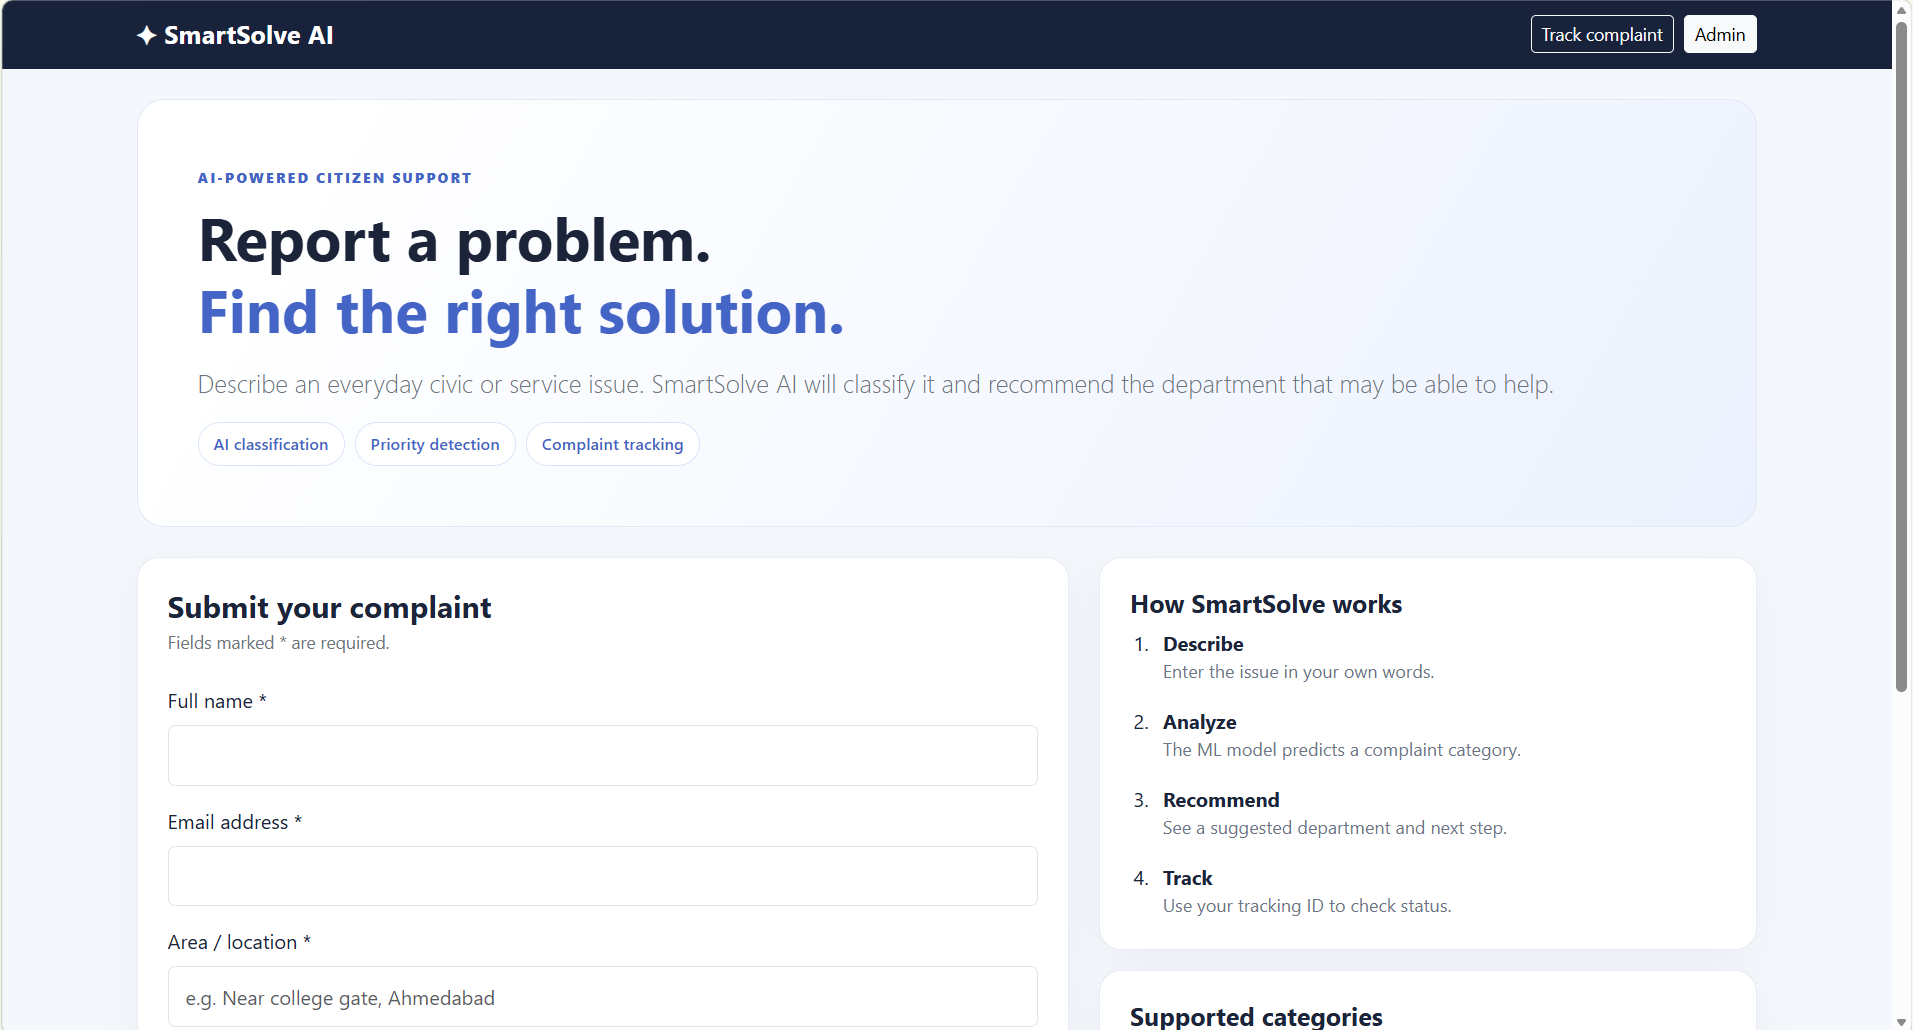 ✦ SmartSolve AI
Track complaint
Admin
AI-POWERED CITIZEN SUPPORT
Report a problem.
Find the right solution.
Describe an everyday civic or service issue. SmartSolve AI will classify it and recommend the department that may be able to help.
AI classification
Priority detection
Complaint tracking
Submit your complaint
Fields marked * are required.
Full name *
Email address *
Area / location *
e.g. Near college gate, Ahmedabad
How SmartSolve works
1. Describe
Enter the issue in your own words.
2. Analyze
The ML model predicts a complaint category.
3. Recommend
See a suggested department and next step.
4. Track
Use your tracking ID to check status.
Supported categories